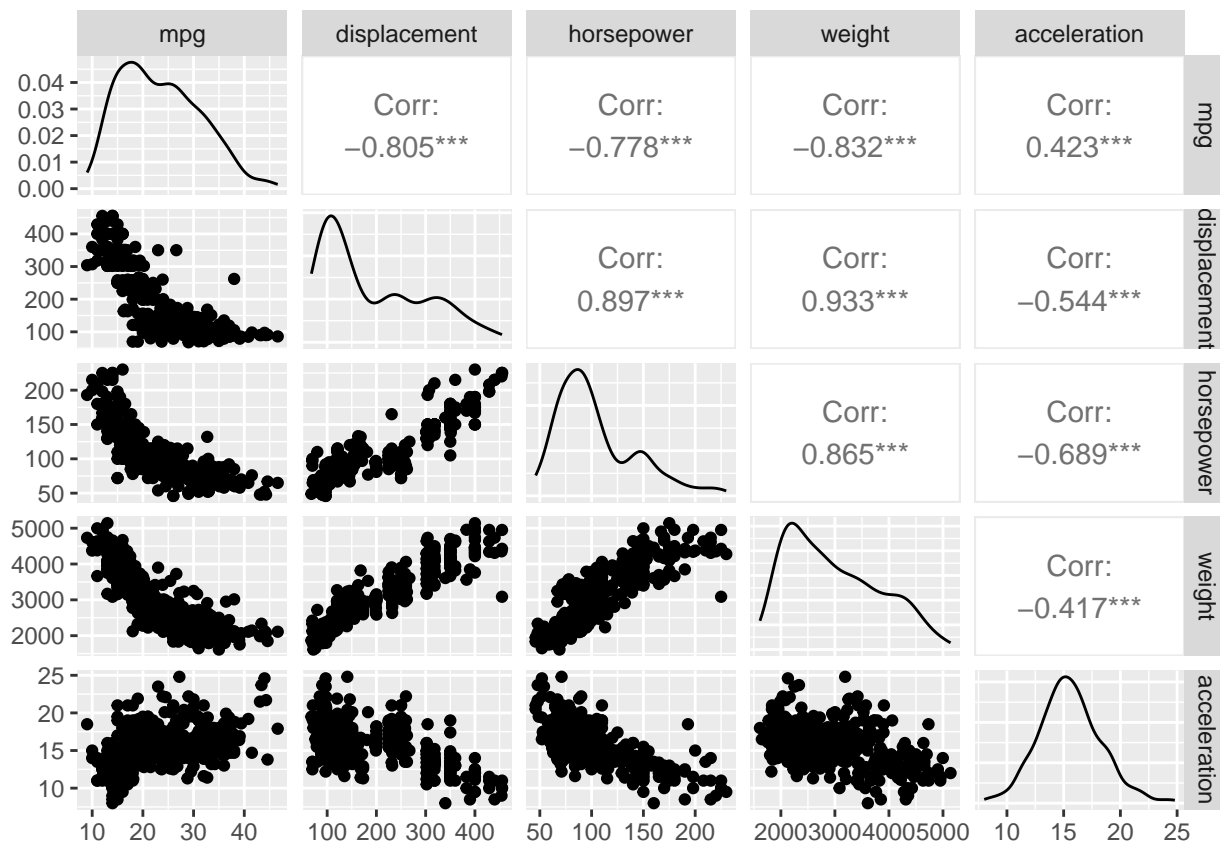 mpg displacement horsepower weight acceleration
0.04
0.03
0.02
0.01
0.00
Corr:
−0.805***
Corr:
−0.778***
Corr:
−0.832***
Corr:
0.423***
mpg
400
300
200
100
Corr:
0.897***
Corr:
0.933***
Corr:
−0.544***
displacement
200
150
100
50
Corr:
0.865***
Corr:
−0.689***
horsepower
5000
4000
3000
2000
Corr:
−0.417***
weight
25
20
15
10
acceleration
10 20 30 40 100 200 300 400 50 100 150 200 2000 3000 4000 5000 10 15 20 25